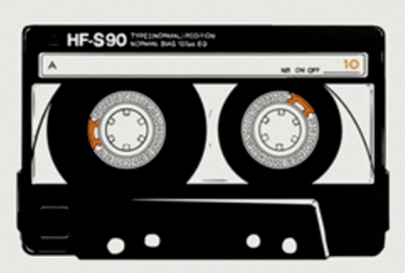 HF-S90 TYPE I (NORMAL) POSITION
NORMAL BIAS 120µs EQ
A
NR ON OFF 10